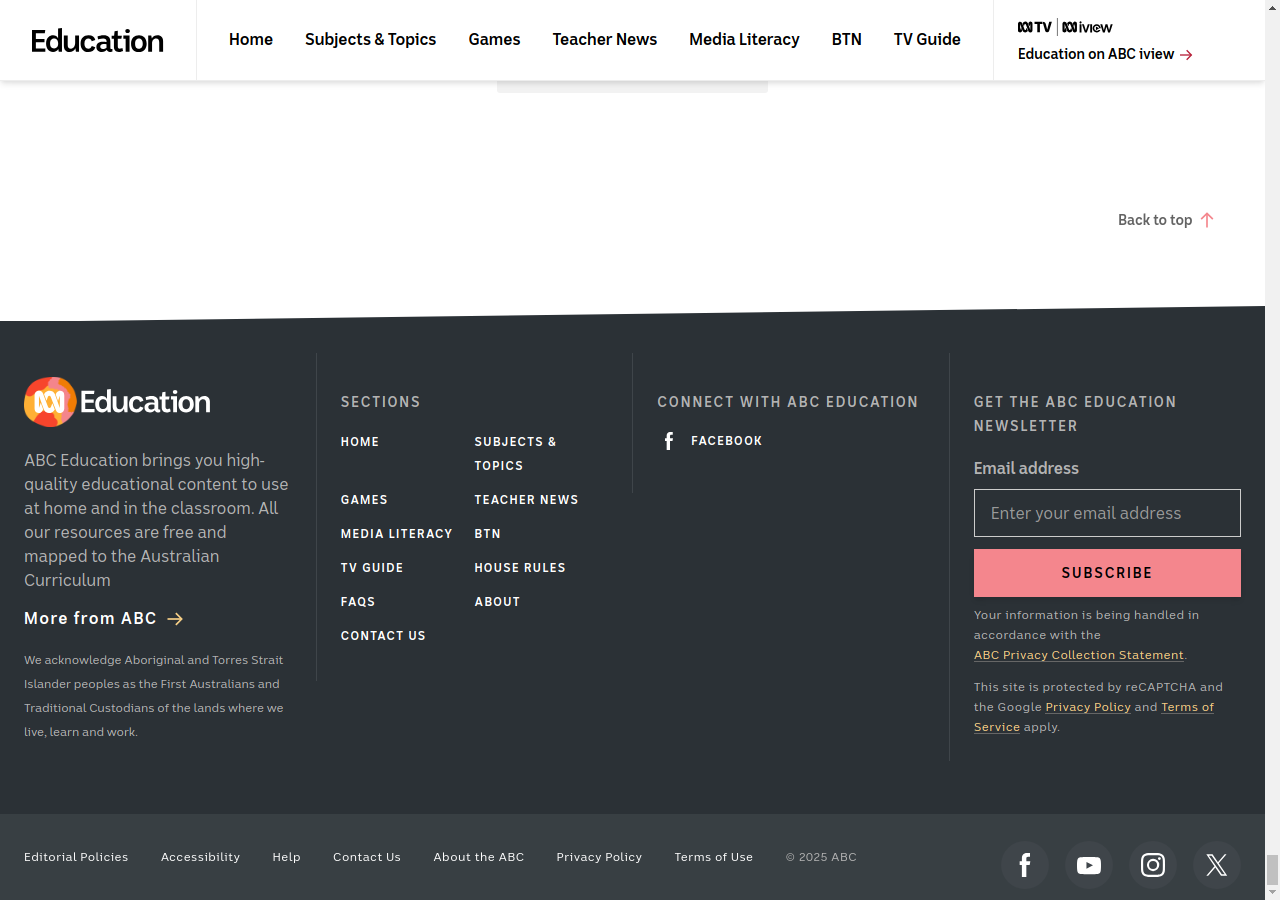 Education
Home
Subjects & Topics
Games
Teacher News
Media Literacy
BTN
TV Guide
TV
iview
Education on ABC iview
Back to top
Education
ABC Education brings you high-
quality educational content to use
at home and in the classroom. All
our resources are free and
mapped to the Australian
Curriculum
More from ABC
We acknowledge Aboriginal and Torres Strait
Islander peoples as the First Australians and
Traditional Custodians of the lands where we
live, learn and work.
SECTIONS
HOME
SUBJECTS &
TOPICS
GAMES
TEACHER NEWS
MEDIA LITERACY
BTN
TV GUIDE
HOUSE RULES
FAQS
ABOUT
CONTACT US
CONNECT WITH ABC EDUCATION
FACEBOOK
GET THE ABC EDUCATION
NEWSLETTER
Email address
Enter your email address
SUBSCRIBE
Your information is being handled in
accordance with the
ABC Privacy Collection Statement.
This site is protected by reCAPTCHA and
the Google Privacy Policy and Terms of
Service apply.
Editorial Policies
Accessibility
Help
Contact Us
About the ABC
Privacy Policy
Terms of Use
© 2025 ABC